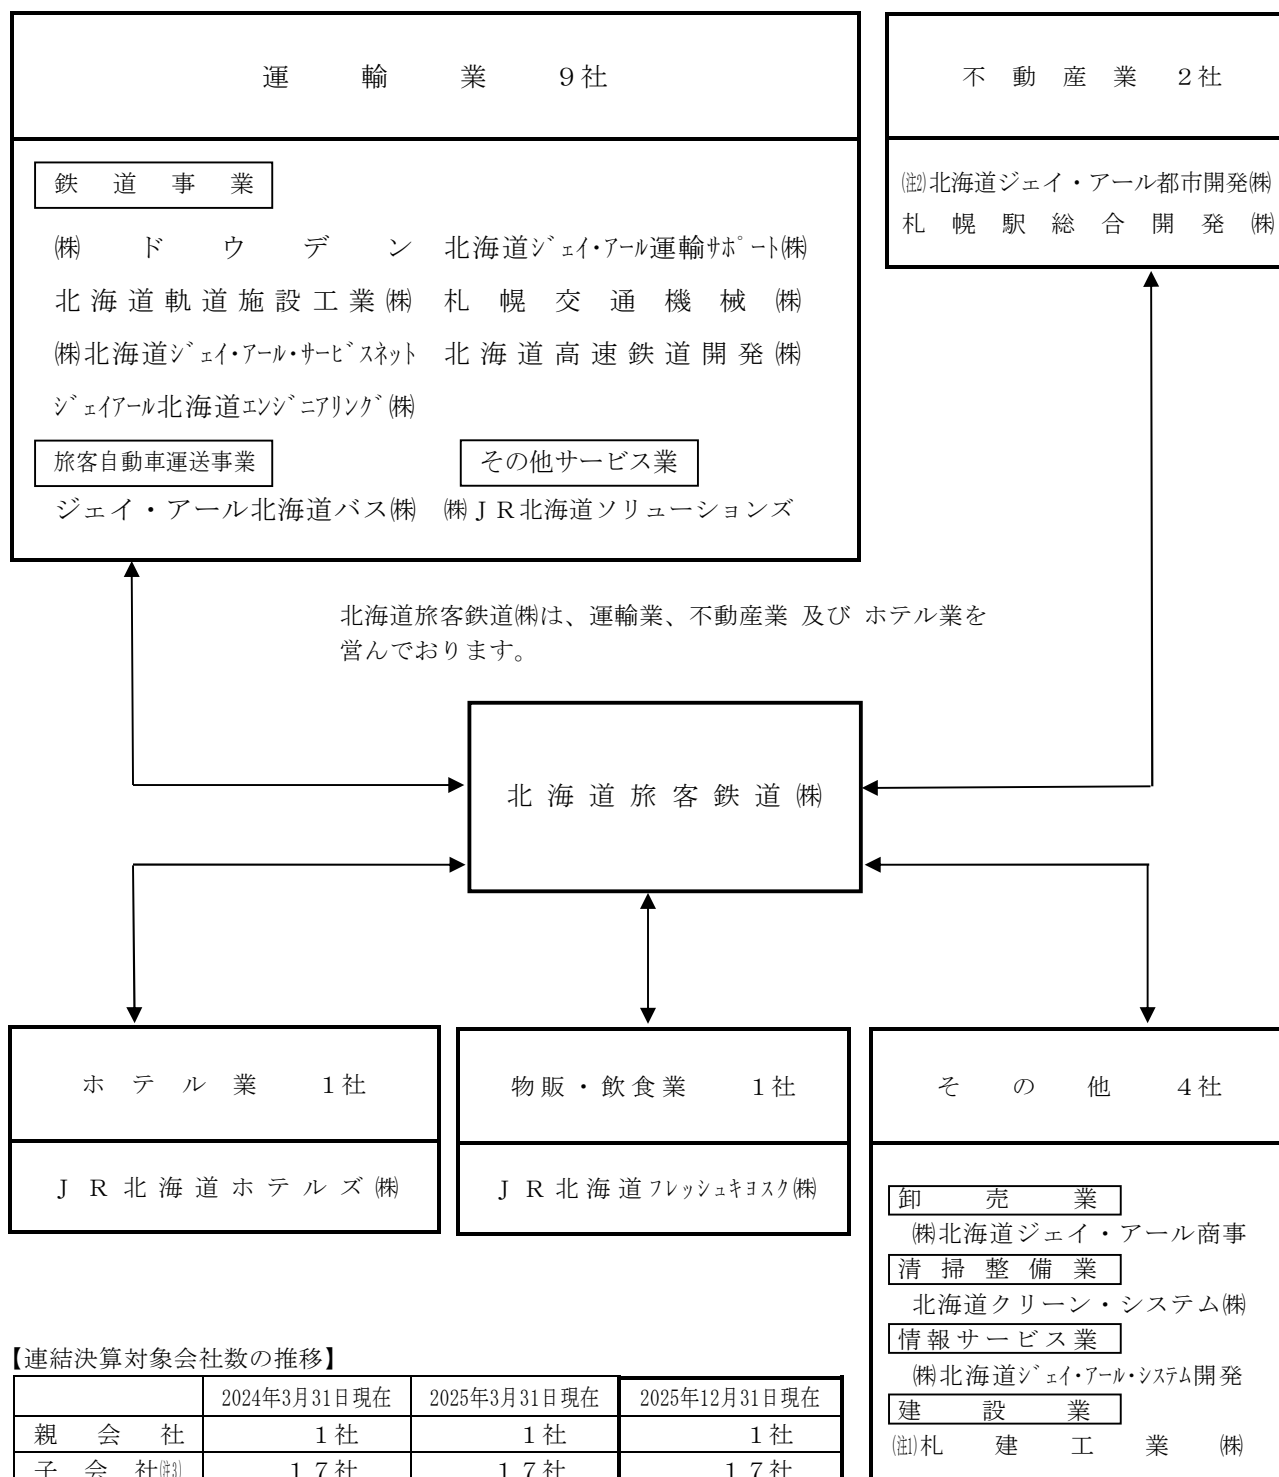 運輸業 9社
鉄道事業
㈱ドウデン 北海道ｼﾞｪｲ・ｱｰﾙ運輸ｻﾎﾟｰﾄ㈱
北海道軌道施設工業㈱ 札幌交通機械㈱
㈱北海道ｼﾞｪｲ・ｱｰﾙ・ｻｰﾋﾞｽﾈｯﾄ 北海道高速鉄道開発㈱
ｼﾞｪｲｱｰﾙ北海道ｴﾝｼﾞﾆｱﾘﾝｸﾞ㈱
旅客自動車運送事業 その他サービス業
ジェイ・アール北海道バス㈱ ㈱ＪＲ北海道ソリューションズ
不動産業 2社
(注2)北海道ジェイ・アール都市開発㈱
札幌駅総合開発㈱
北海道旅客鉄道㈱は、運輸業、不動産業 及び ホテル業を
営んでおります。
北海道旅客鉄道㈱
ホテル業 1社
ＪＲ北海道ホテルズ㈱
物販・飲食業 1社
ＪＲ北海道ﾌﾚｯｼｭｷﾖｽｸ㈱
その他 4社
卸売業
㈱北海道ジェイ・アール商事
清掃整備業
北海道クリーン・システム㈱
情報サービス業
㈱北海道ｼﾞｪｲ・ｱｰﾙ・ｼｽﾃﾑ開発
建設業
(注1)札建工業㈱
【連結決算対象会社数の推移】
2024年3月31日現在 2025年3月31日現在 2025年12月31日現在
親会社 1社 1社 1社
子会社(注3) 17社 17社 17社